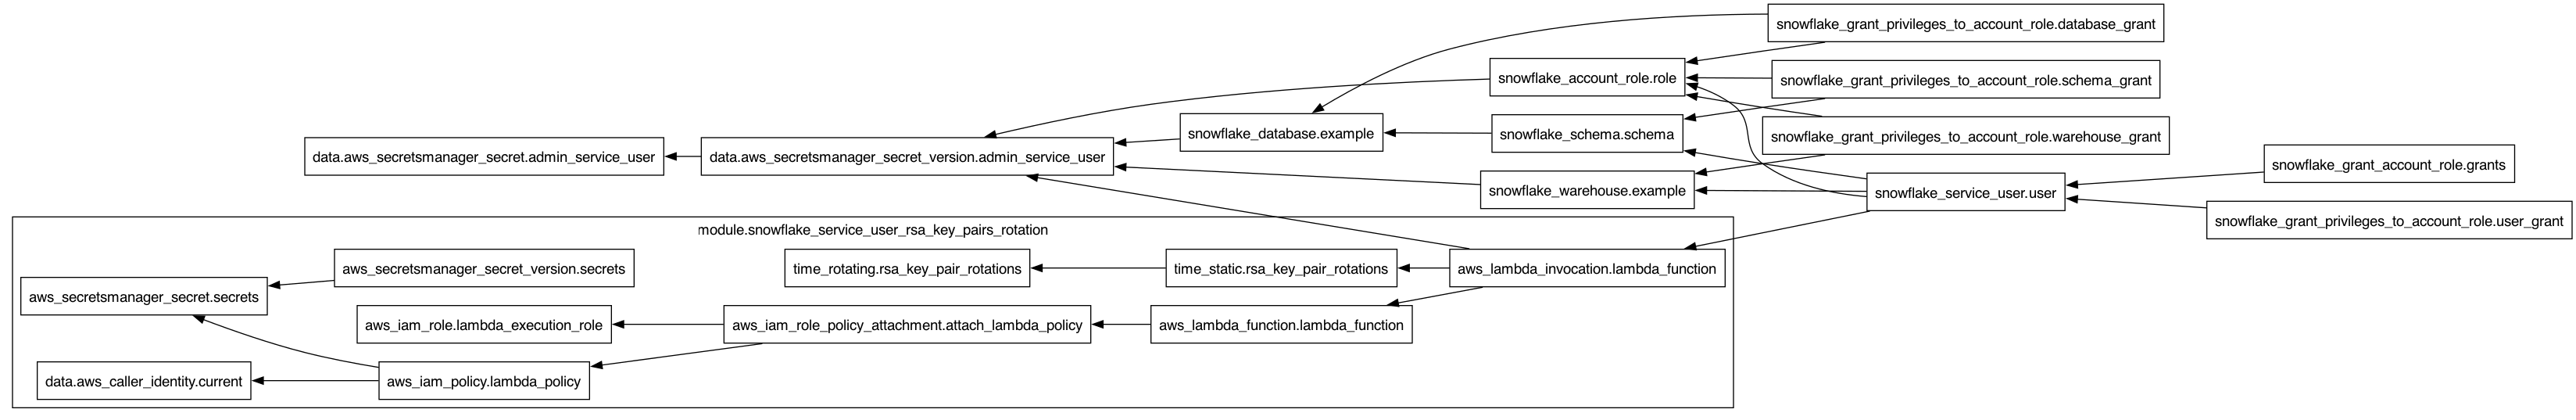 snowflake_grant_privileges_to_account_role.database_grant
snowflake_account_role.role
snowflake_grant_privileges_to_account_role.schema_grant
snowflake_database.example
snowflake_schema.schema
snowflake_grant_privileges_to_account_role.warehouse_grant
data.aws_secretsmanager_secret.admin_service_user
data.aws_secretsmanager_secret_version.admin_service_user
snowflake_grant_account_role.grants
snowflake_warehouse.example
snowflake_service_user.user
snowflake_grant_privileges_to_account_role.user_grant
module.snowflake_service_user_rsa_key_pairs_rotation
aws_secretsmanager_secret_version.secrets
time_rotating.rsa_key_pair_rotations
time_static.rsa_key_pair_rotations
aws_lambda_invocation.lambda_function
aws_secretsmanager_secret.secrets
aws_iam_role.lambda_execution_role
aws_iam_role_policy_attachment.attach_lambda_policy
aws_lambda_function.lambda_function
data.aws_caller_identity.current
aws_iam_policy.lambda_policy